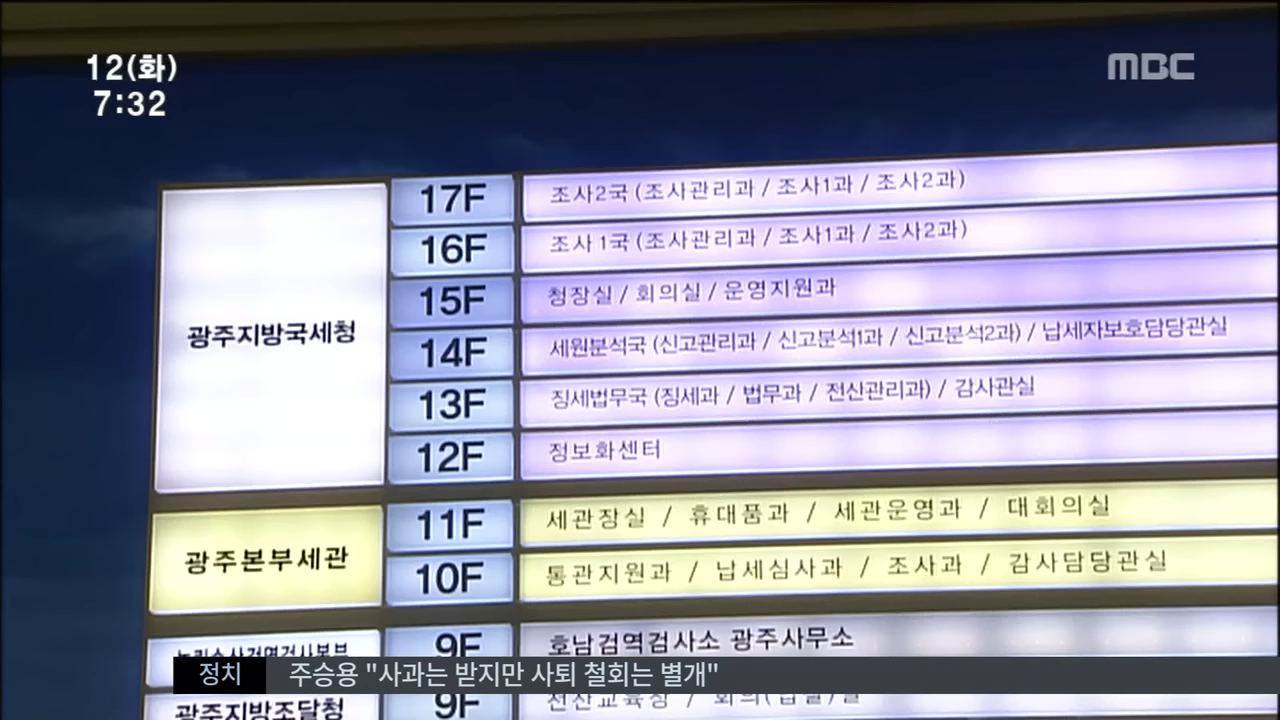 12(화)
7:32
MBC
광주지방국세청
17F 조사2국 (조사관리과 / 조사1과 / 조사2과)
16F 조사1국 (조사관리과 / 조사1과 / 조사2과)
15F 청장실 / 회의실 / 운영지원과
14F 세원분석국 (신고관리과 / 신고분석1과 / 신고분석2과) / 납세자보호담당관실
13F 징세법무국 (징세과 / 법무과 / 전산관리과) / 감사관실
12F 정보화센터
광주본부세관
11F 세관장실 / 휴대품과 / 세관운영과 / 대회의실
10F 통관지원과 / 납세심사과 / 조사과 / 감사담당관실
9F 호남검역검사소 광주사무소
정치 주승용 "사과는 받지만 사퇴 철회는 별개"
광주지방조달청
9F 전산교육장